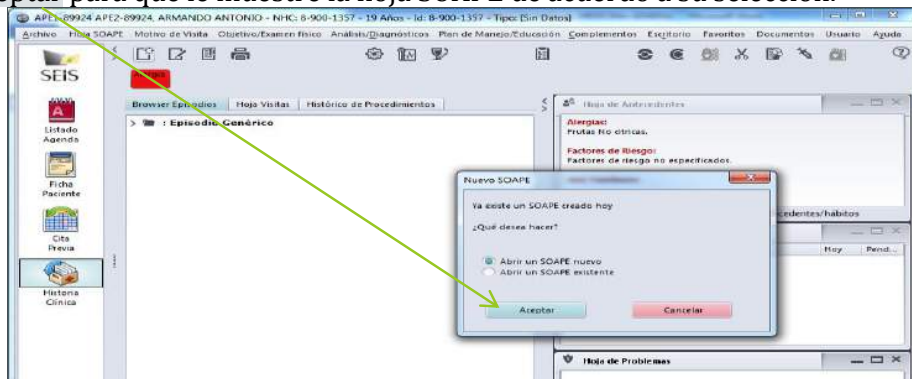 ptar para que le muestre la hoja SOAPE de acuerdo a su selección.
APE1-89924 APE2-89924, ARMANDO ANTONIO - NHC: 8-900-1357 - 19 Años - Id: 8-900-1357 - Tipo: [Sin Datos]
Archivo Hoja SOAPE Motivo de Visita Objetivo/Examen físico Análisis/Diagnósticos Plan de Manejo/Educación Complementos Escritorio Favoritos Documentos Usuario Ayuda
SEIS
Alergia
Browser Episodios Hoja Visitas Histórico de Procedimientos
Hoja de Antecedentes
: Episodio Genérico
Alergias:
Frutas No cítricas.
Factores de Riesgo:
Factores de riesgo no especificados.
Listado
Agenda
Ficha
Paciente
Cita
Previa
Historia
Clínica
Nuevo SOAPE
Ya existe un SOAPE creado hoy
¿Qué desea hacer?
Abrir un SOAPE nuevo
Abrir un SOAPE existente
Aceptar Cancelar
cedentes/hábitos
Hoy Pend...
Hoja de Problemas